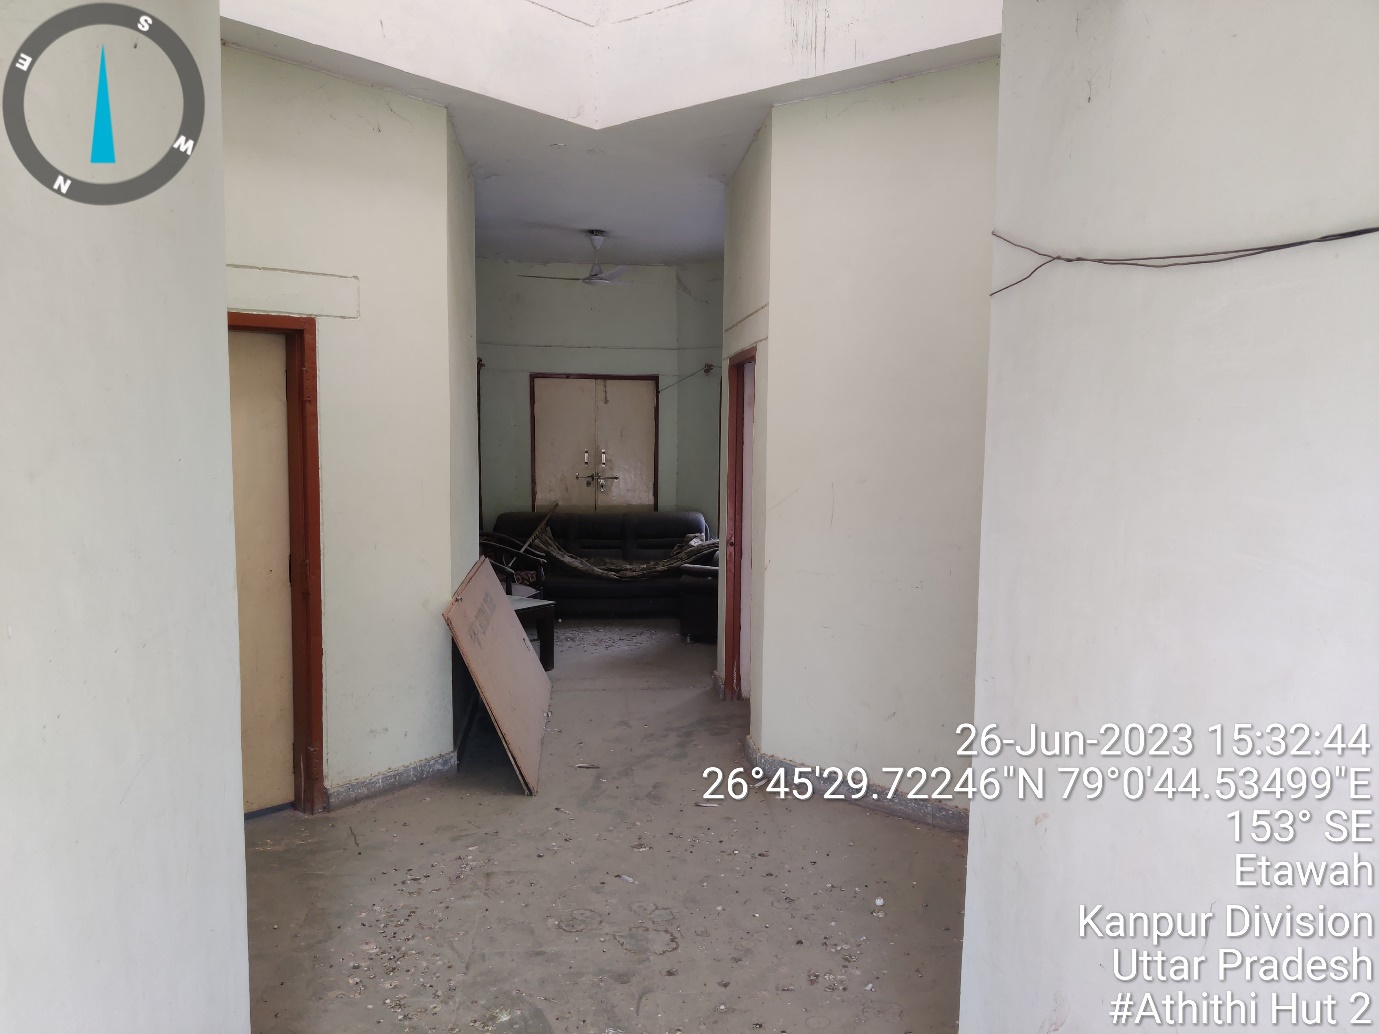 S
E
W
N
26-Jun-2023 15:32:44
26°45'29.72246"N 79°0'44.53499"E
153° SE
Etawah
Kanpur Division
Uttar Pradesh
#Athithi Hut 2